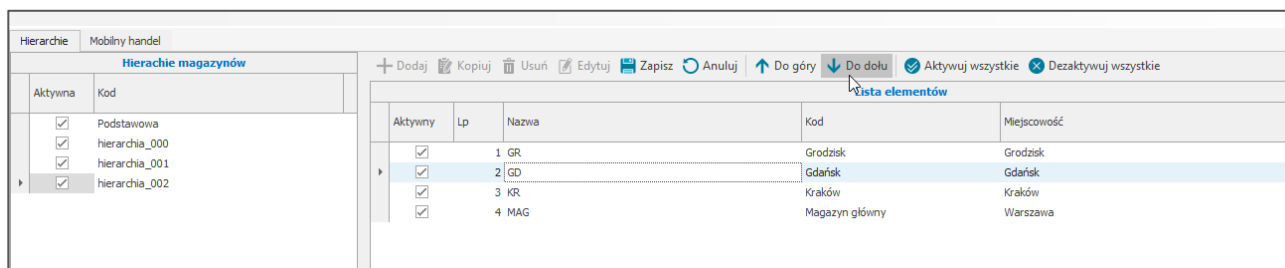 Hierarchie Mobilny handel
Hierachie magazynów
Aktywna Kod
Podstawowa
hierarchia_000
hierarchia_001
hierarchia_002
Dodaj Kopiuj Usuń Edytuj Zapisz Anuluj Do góry Do dołu Aktywuj wszystkie Dezaktywuj wszystkie
Lista elementów
Aktywny Lp Nazwa Kod Miejscowość
1 GR Grodzisk Grodzisk
2 GD Gdańsk Gdańsk
3 KR Kraków Kraków
4 MAG Magazyn główny Warszawa